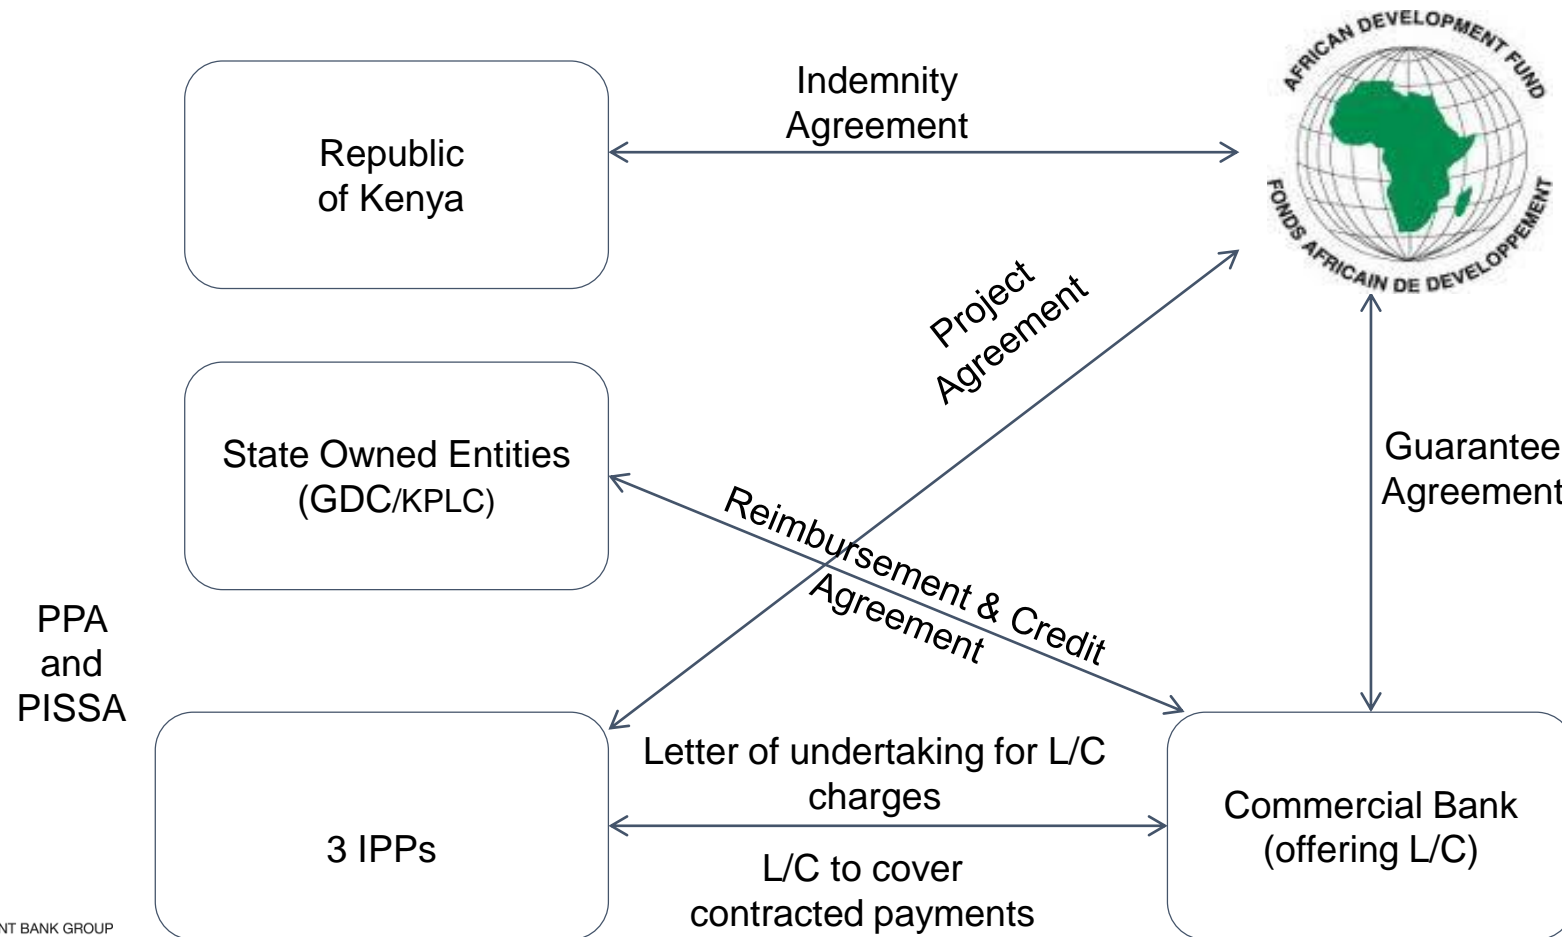 AFRICAN DEVELOPMENT FUND
FONDS AFRICAIN DE DEVELOPPEMENT
Indemnity
Agreement
Republic
of Kenya
Project
Agreement
State Owned Entities
(GDC/KPLC)
Guarantee
Agreement
Reimbursement & Credit
Agreement
PPA
and
PISSA
Letter of undertaking for L/C
charges
3 IPPs
Commercial Bank
(offering L/C)
L/C to cover
contracted payments
NT BANK GROUP